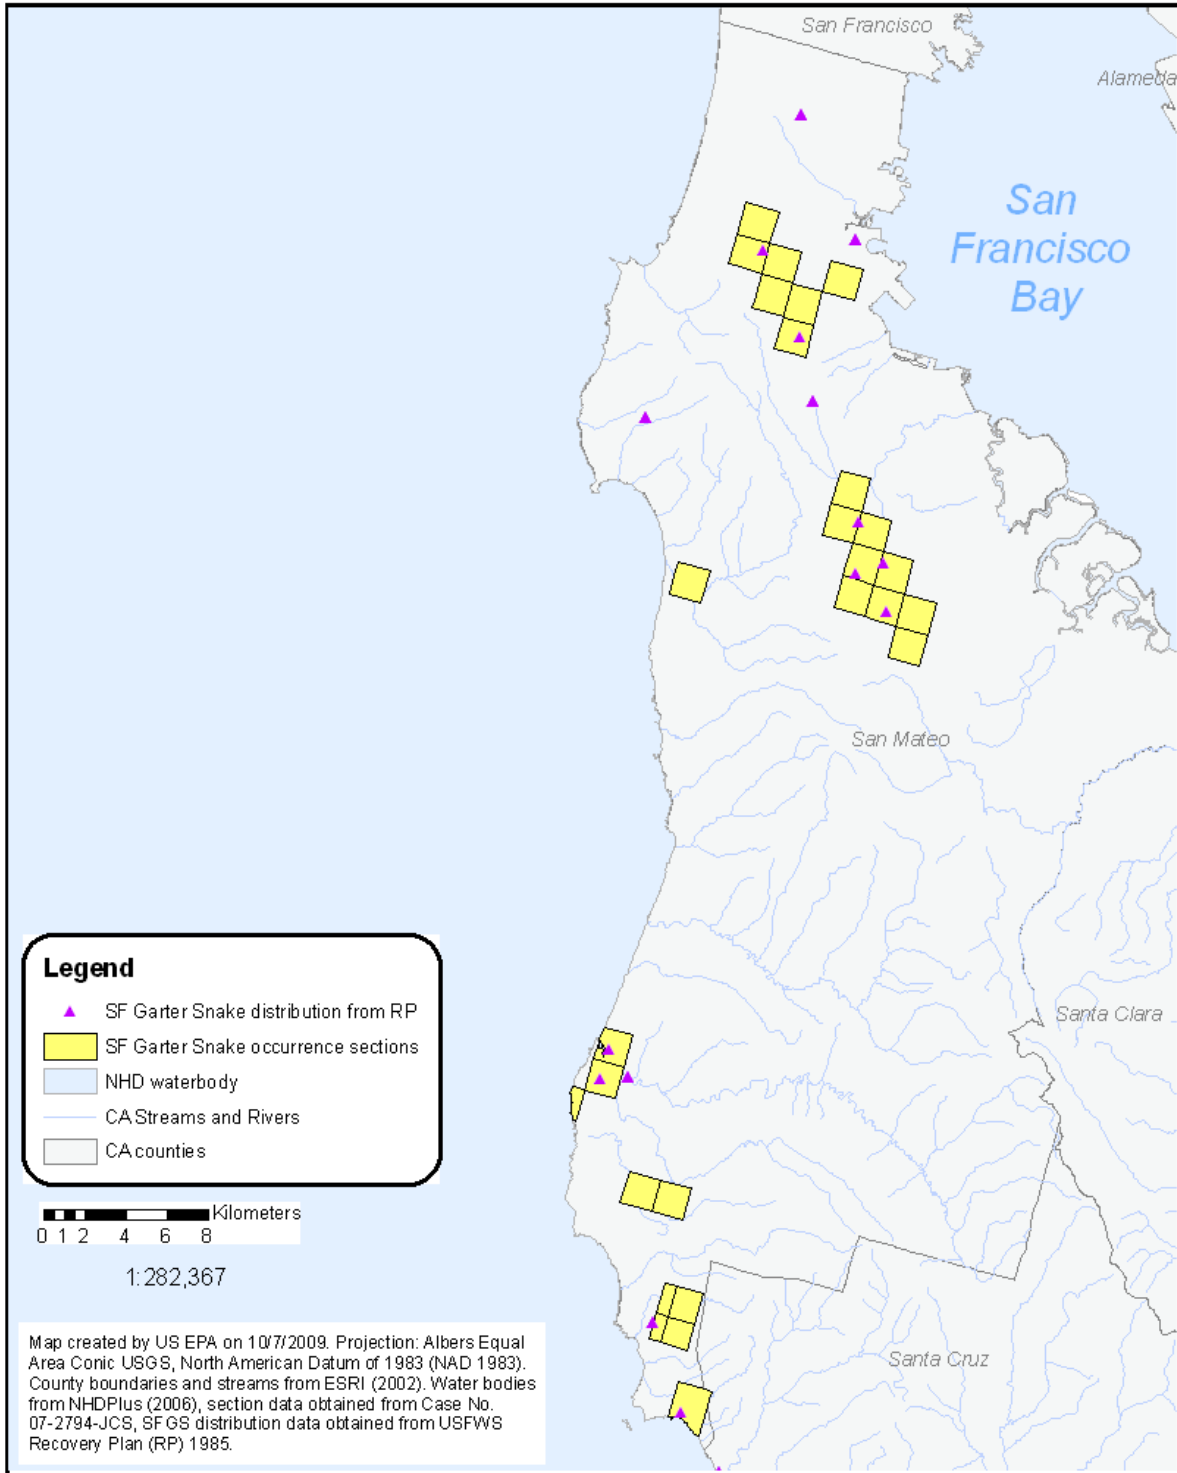 San Francisco
Alameda
San
Francisco
Bay
San Mateo
Legend
SF Garter Snake distribution from RP
SF Garter Snake occurrence sections
NHD waterbody
CA Streams and Rivers
CA counties
Santa Clara
Kilometers
0 1 2 4 6 8
1:282,367
Santa Cruz
Map created by US EPA on 10/7/2009. Projection: Albers Equal
Area Conic USGS, North American Datum of 1983 (NAD 1983).
County boundaries and streams from ESRI (2002). Water bodies
from NHDPlus (2006), section data obtained from Case No.
07-2794-JCS, SFGS distribution data obtained from USFWS
Recovery Plan (RP) 1985.